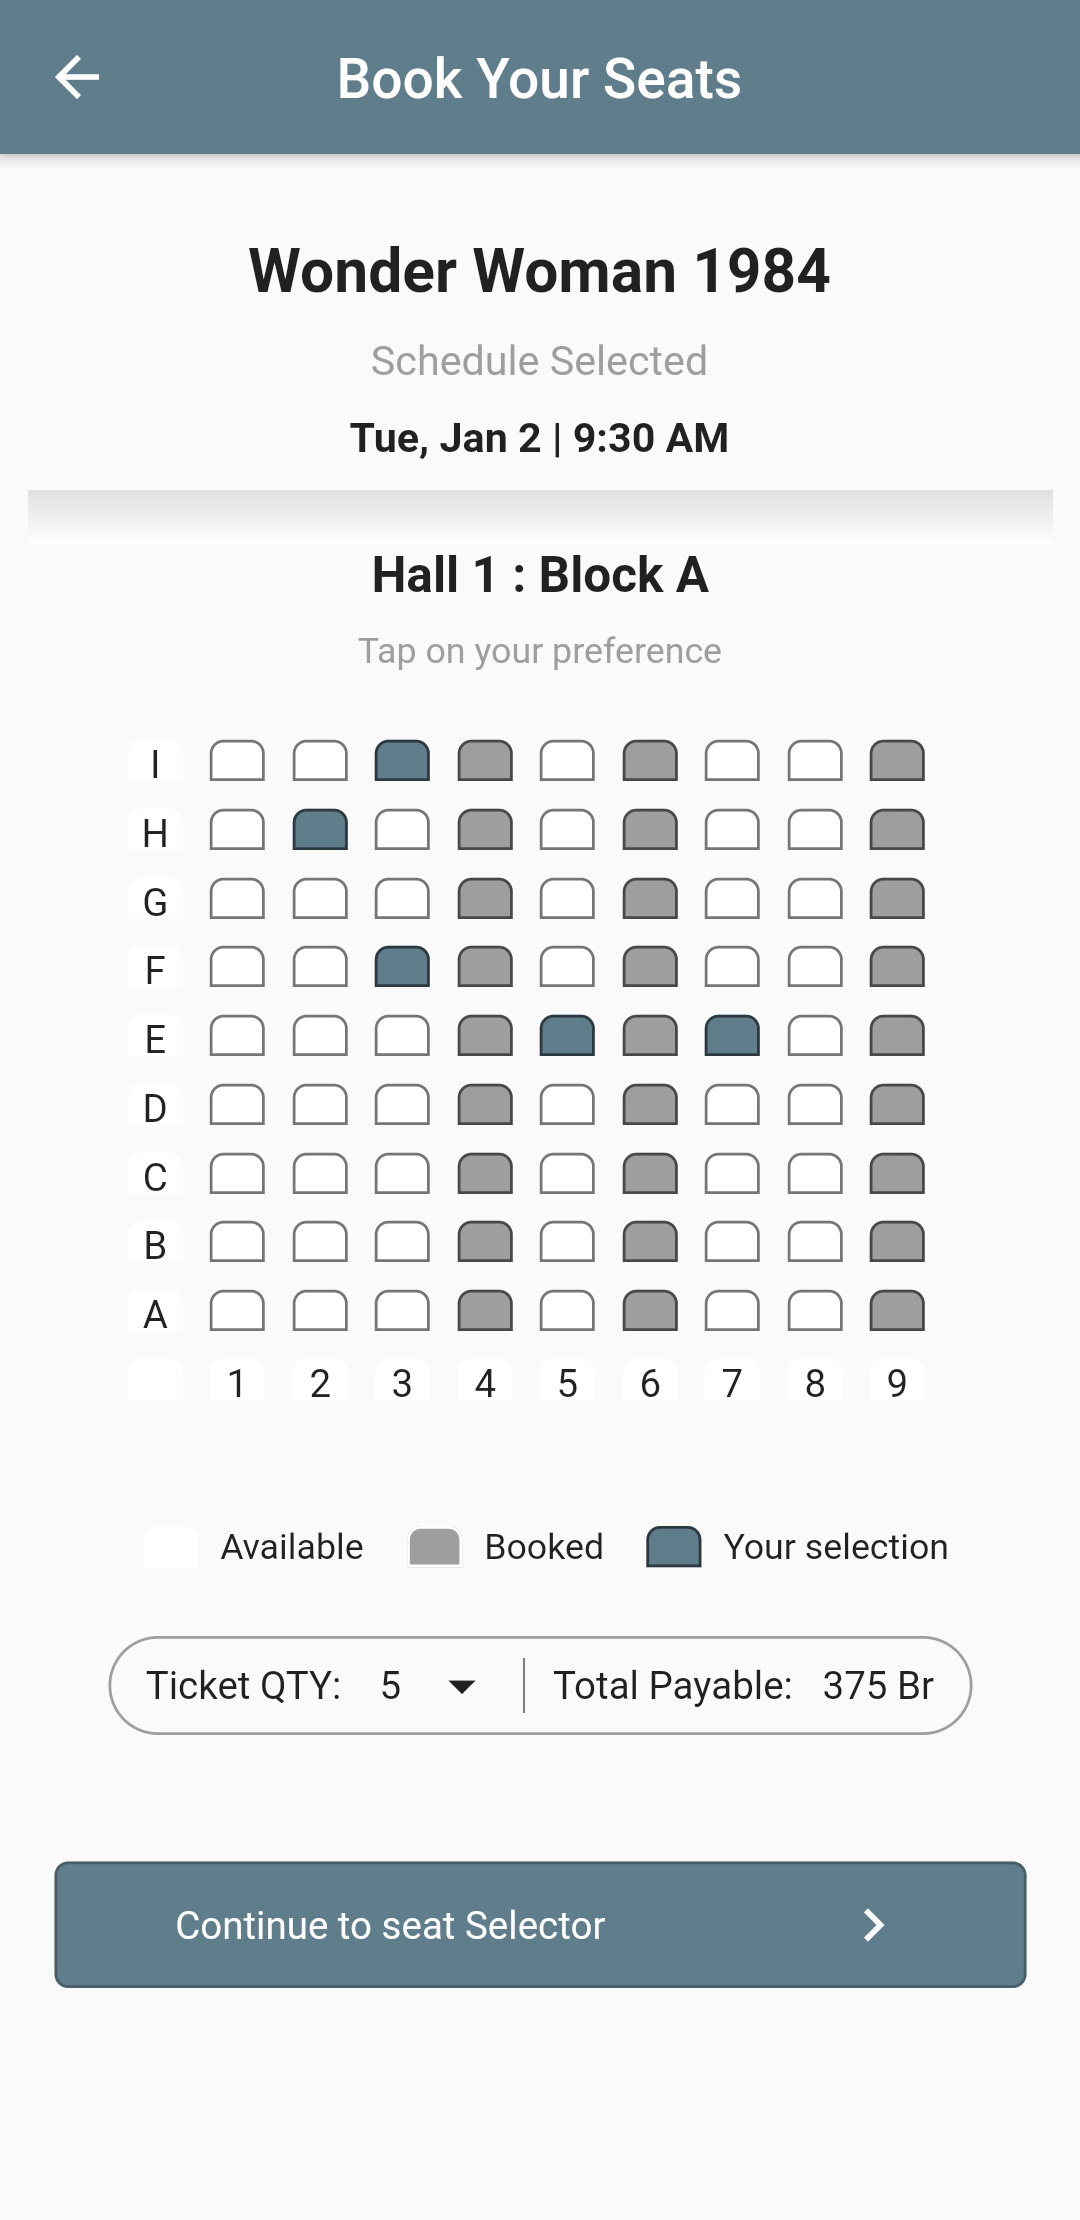 Book Your Seats
Wonder Woman 1984
Schedule Selected
Tue, Jan 2 | 9:30 AM
Hall 1 : Block A
Tap on your preference
I
H
G
F
E
D
C
B
A
1 2 3 4 5 6 7 8 9
Available Booked Your selection
Ticket QTY: 5 Total Payable: 375 Br
Continue to seat Selector